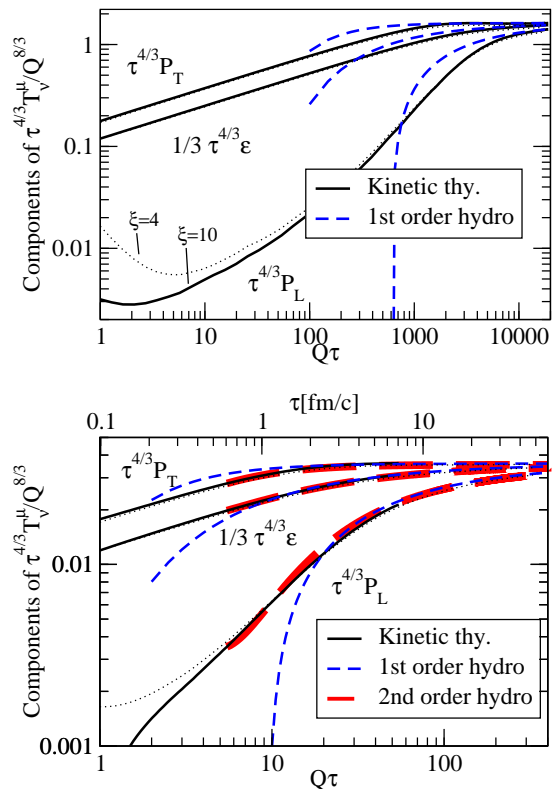 Components of τ^{4/3}T^μ_ν/Q^{8/3}
1
0.1
0.01
τ^{4/3}P_T
1/3 τ^{4/3}ε
ξ=4
ξ=10
τ^{4/3}P_L
Kinetic thy.
1st order hydro
1 10 100 1000 10000
Qτ
τ[fm/c]
0.1 1 10
Components of τ^{4/3}T^μ_ν/Q^{8/3}
0.01
0.001
τ^{4/3}P_T
1/3 τ^{4/3}ε
τ^{4/3}P_L
Kinetic thy.
1st order hydro
2nd order hydro
1 10 100
Qτ